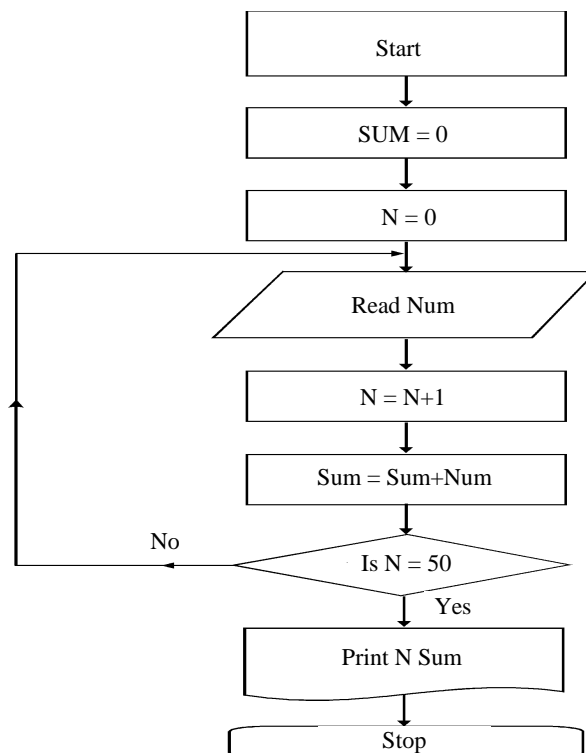 Start
SUM = 0
N = 0
Read Num
N = N+1
Sum = Sum+Num
No
Is N = 50
Yes
Print N Sum
Stop